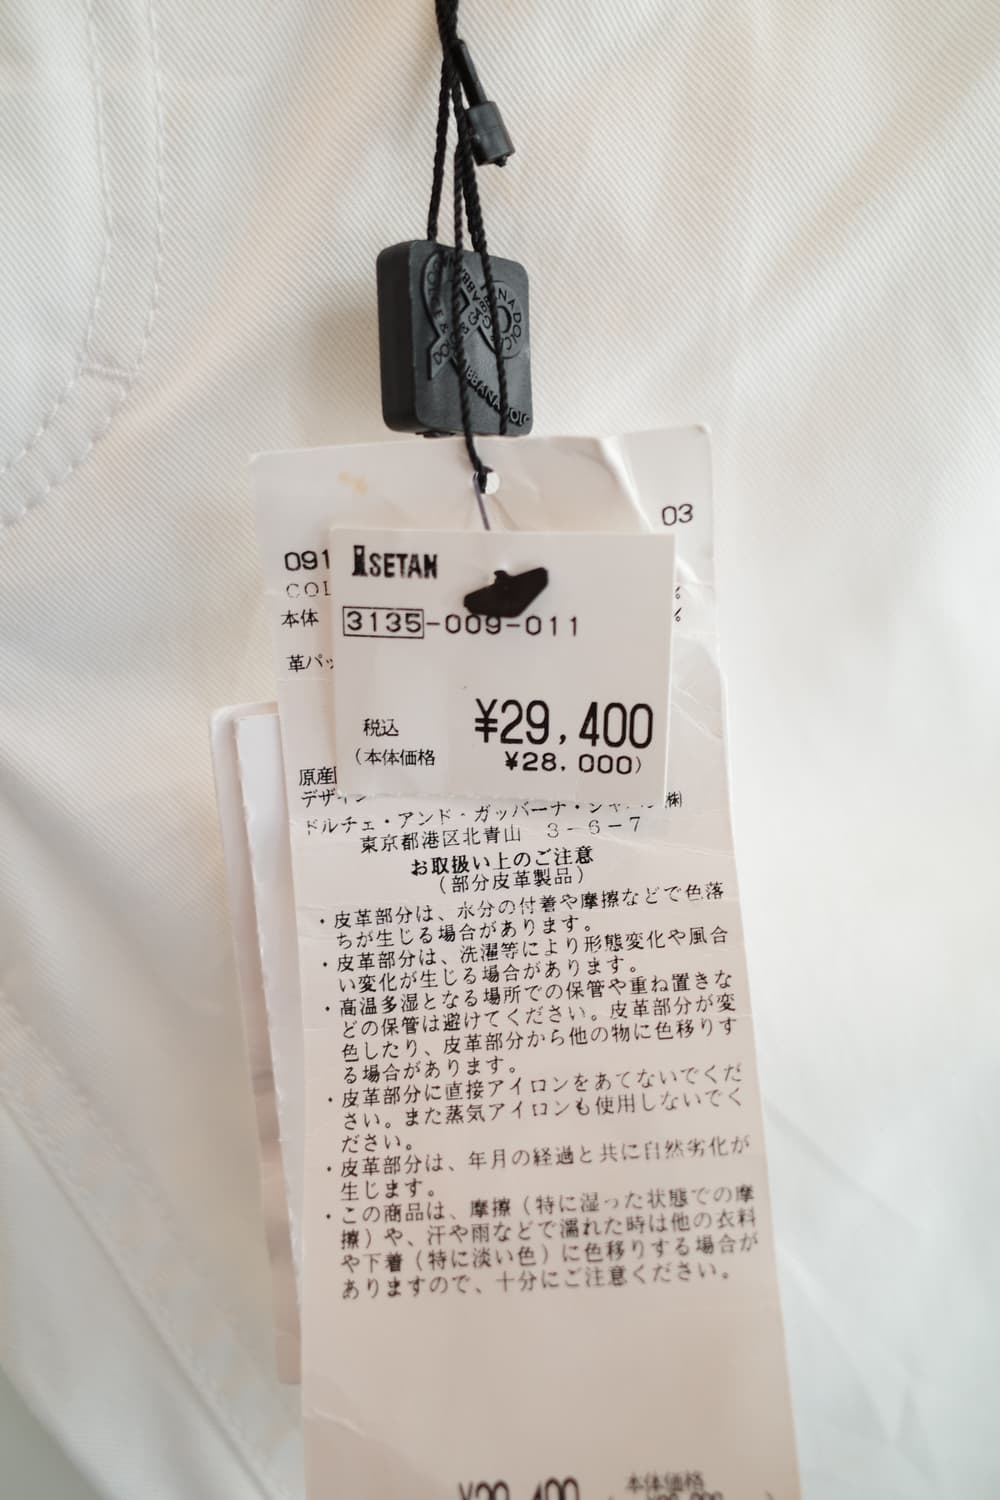 03
091
COL
本体
革パッ
%
%
ISETAN
3135-009-011
¥29,400
税込
(本体価格 ¥28,000)
原産
デザイン
ドルチェ・アンド・ガッバーナ・ジャパン(株)
東京都港区北青山 3-6-7
お取扱い上のご注意
(部分皮革製品)
・皮革部分は、水分の付着や摩擦などで色落
ちが生じる場合があります。
・皮革部分は、洗濯等により形態変化や風合
い変化が生じる場合があります。
・高温多湿となる場所での保管や重ね置きな
どの保管は避けてください。皮革部分が変
色したり、皮革部分から他の物に色移りす
る場合があります。
・皮革部分に直接アイロンをあてないでくだ
さい。また蒸気アイロンも使用しないでく
ださい。
・皮革部分は、年月の経過と共に自然劣化が
生じます。
・この商品は、摩擦(特に湿った状態での摩
擦)や、汗や雨などで濡れた時は他の衣料
や下着(特に淡い色)に色移りする場合が
ありますので、十分にご注意ください。
¥29,400
本体価格